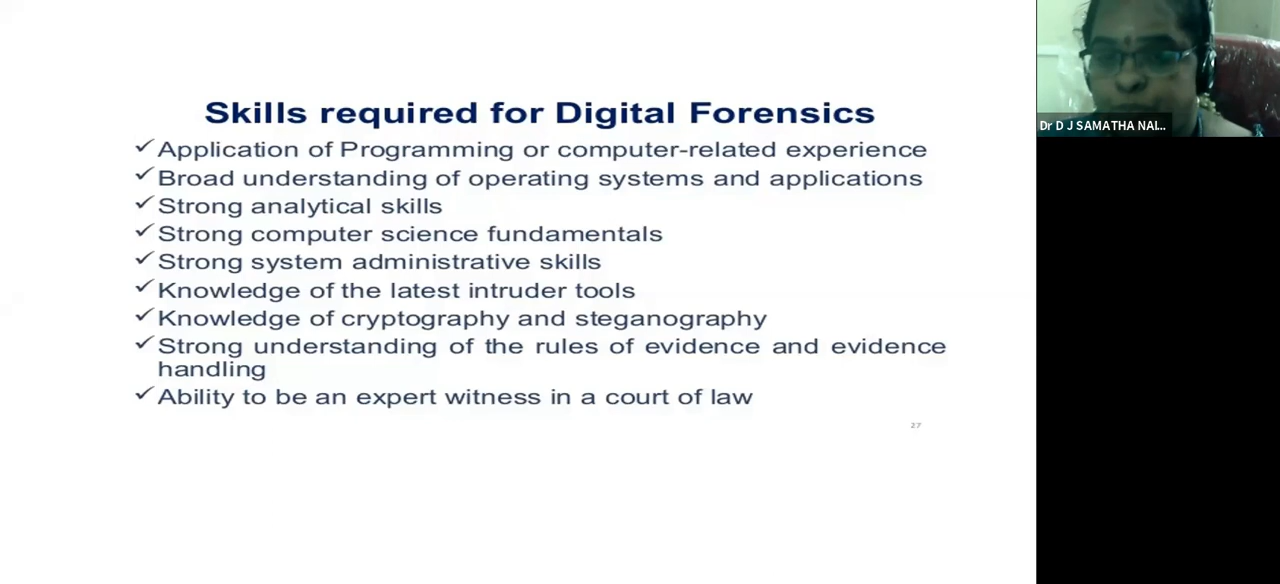 Skills required for Digital Forensics
Application of Programming or computer-related experience
Broad understanding of operating systems and applications
Strong analytical skills
Strong computer science fundamentals
Strong system administrative skills
Knowledge of the latest intruder tools
Knowledge of cryptography and steganography
Strong understanding of the rules of evidence and evidence
handling
Ability to be an expert witness in a court of law
27
Dr D J SAMATHA NAI...